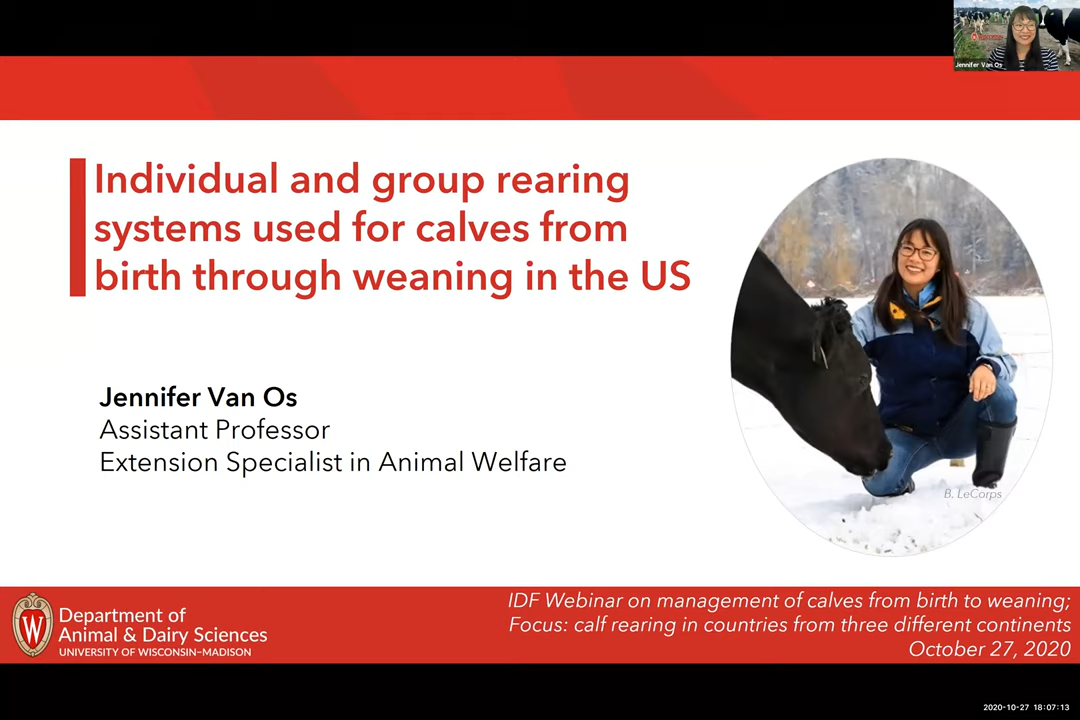 Jennifer Van Os
Individual and group rearing
systems used for calves from
birth through weaning in the US
Jennifer Van Os
Assistant Professor
Extension Specialist in Animal Welfare
B. LeCorps
W
Department of
Animal & Dairy Sciences
UNIVERSITY OF WISCONSIN–MADISON
IDF Webinar on management of calves from birth to weaning;
Focus: calf rearing in countries from three different continents
October 27, 2020
2020-10-27 18:07:13